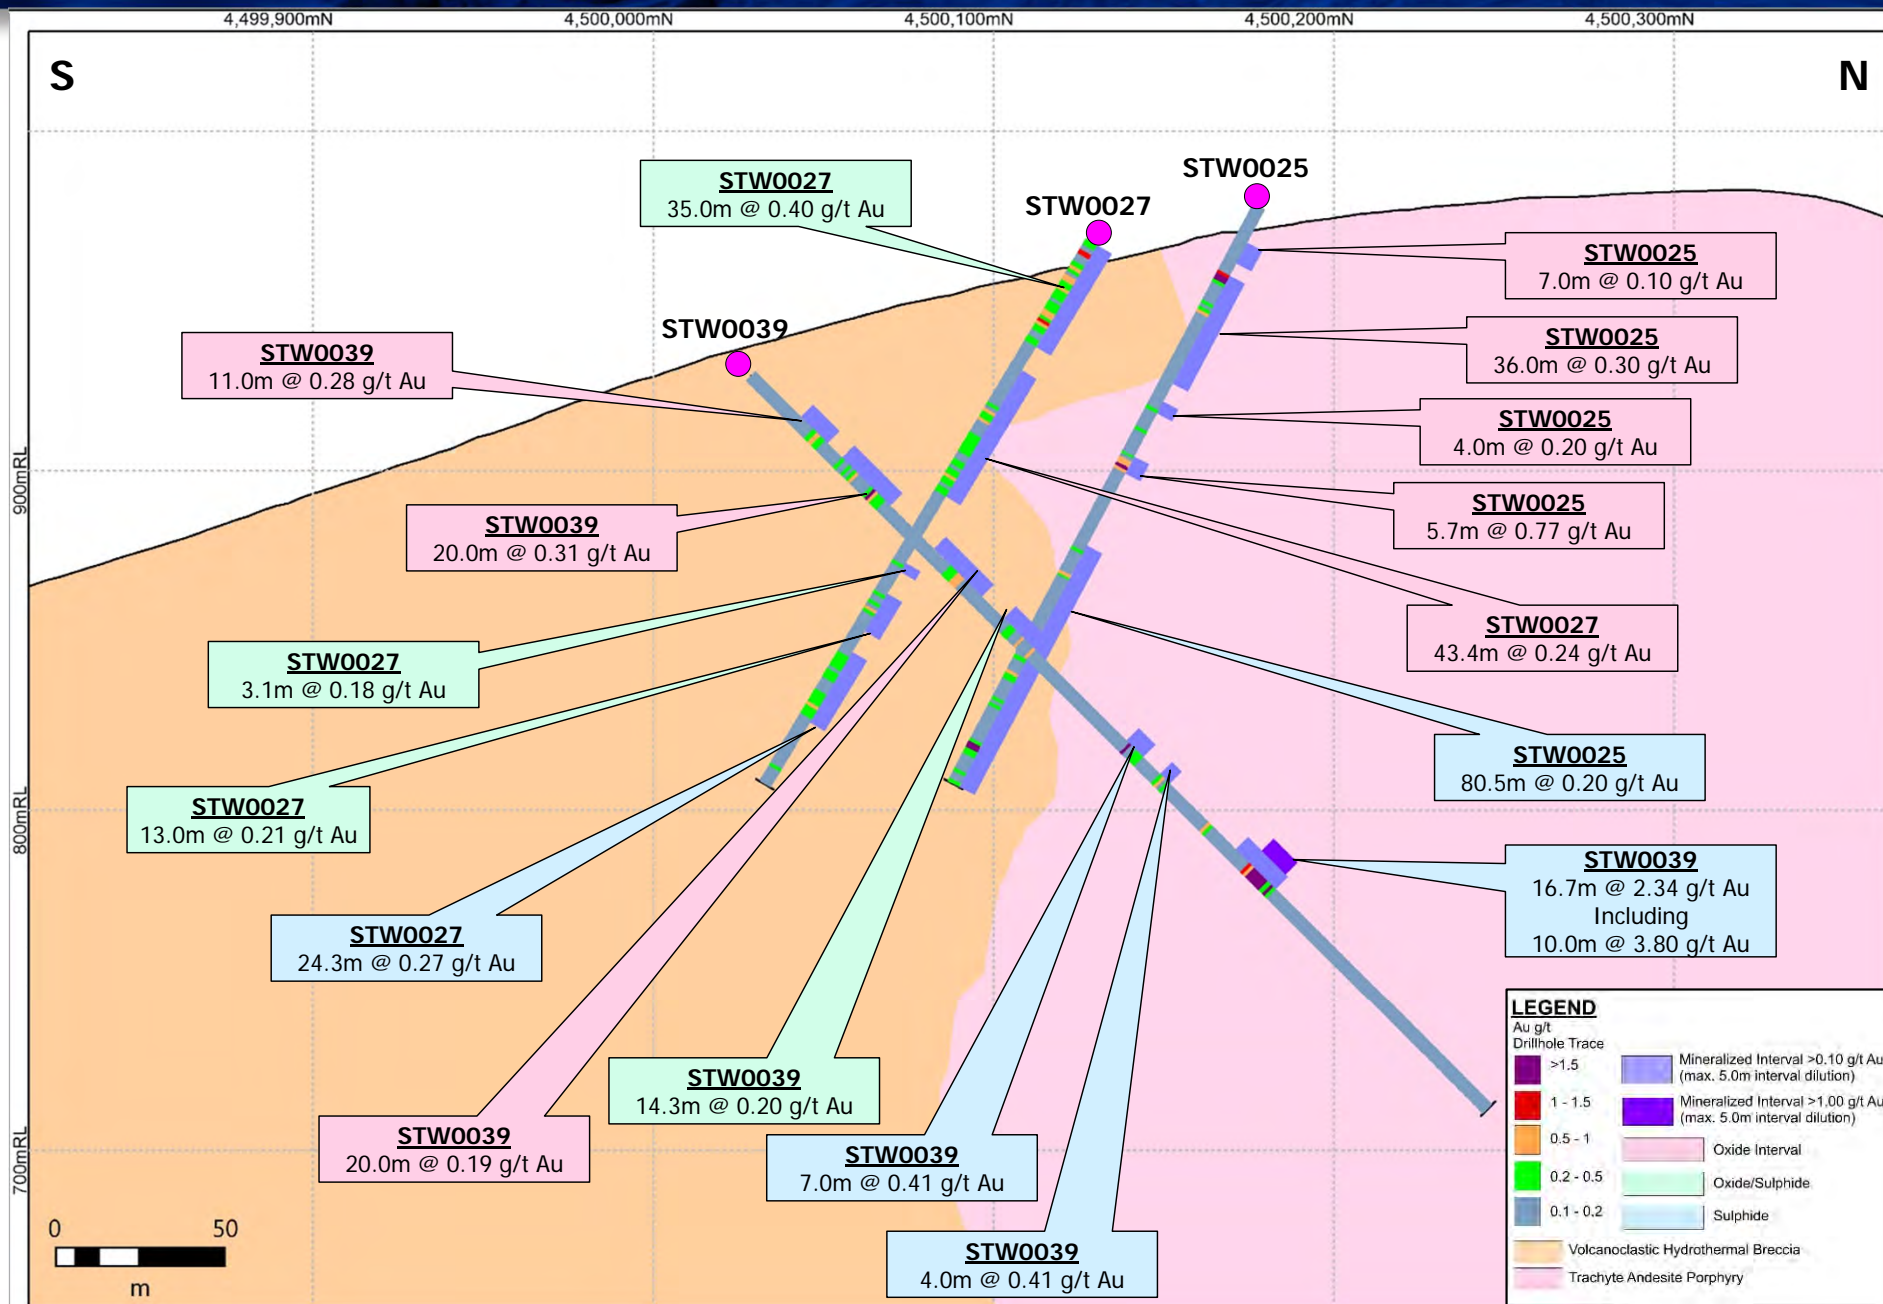 4,499,900mN
4,500,000mN
4,500,100mN
4,500,200mN
4,500,300mN
S
N
STW0025
STW0027
STW0039
STW0027
35.0m @ 0.40 g/t Au
STW0025
7.0m @ 0.10 g/t Au
STW0025
36.0m @ 0.30 g/t Au
STW0039
11.0m @ 0.28 g/t Au
STW0025
4.0m @ 0.20 g/t Au
900mRL
STW0025
5.7m @ 0.77 g/t Au
STW0039
20.0m @ 0.31 g/t Au
STW0027
43.4m @ 0.24 g/t Au
STW0027
3.1m @ 0.18 g/t Au
STW0025
80.5m @ 0.20 g/t Au
800mRL
STW0027
13.0m @ 0.21 g/t Au
STW0039
16.7m @ 2.34 g/t Au
Including
10.0m @ 3.80 g/t Au
STW0027
24.3m @ 0.27 g/t Au
STW0039
14.3m @ 0.20 g/t Au
STW0039
20.0m @ 0.19 g/t Au
STW0039
7.0m @ 0.41 g/t Au
700mRL
STW0039
4.0m @ 0.41 g/t Au
0 50
m
LEGEND
Au g/t
Drillhole Trace
>1.5
1 - 1.5
0.5 - 1
0.2 - 0.5
0.1 - 0.2
Mineralized Interval >0.10 g/t Au
(max. 5.0m interval dilution)
Mineralized Interval >1.00 g/t Au
(max. 5.0m interval dilution)
Oxide Interval
Oxide/Sulphide
Sulphide
Volcanoclastic Hydrothermal Breccia
Trachyte Andesite Porphyry